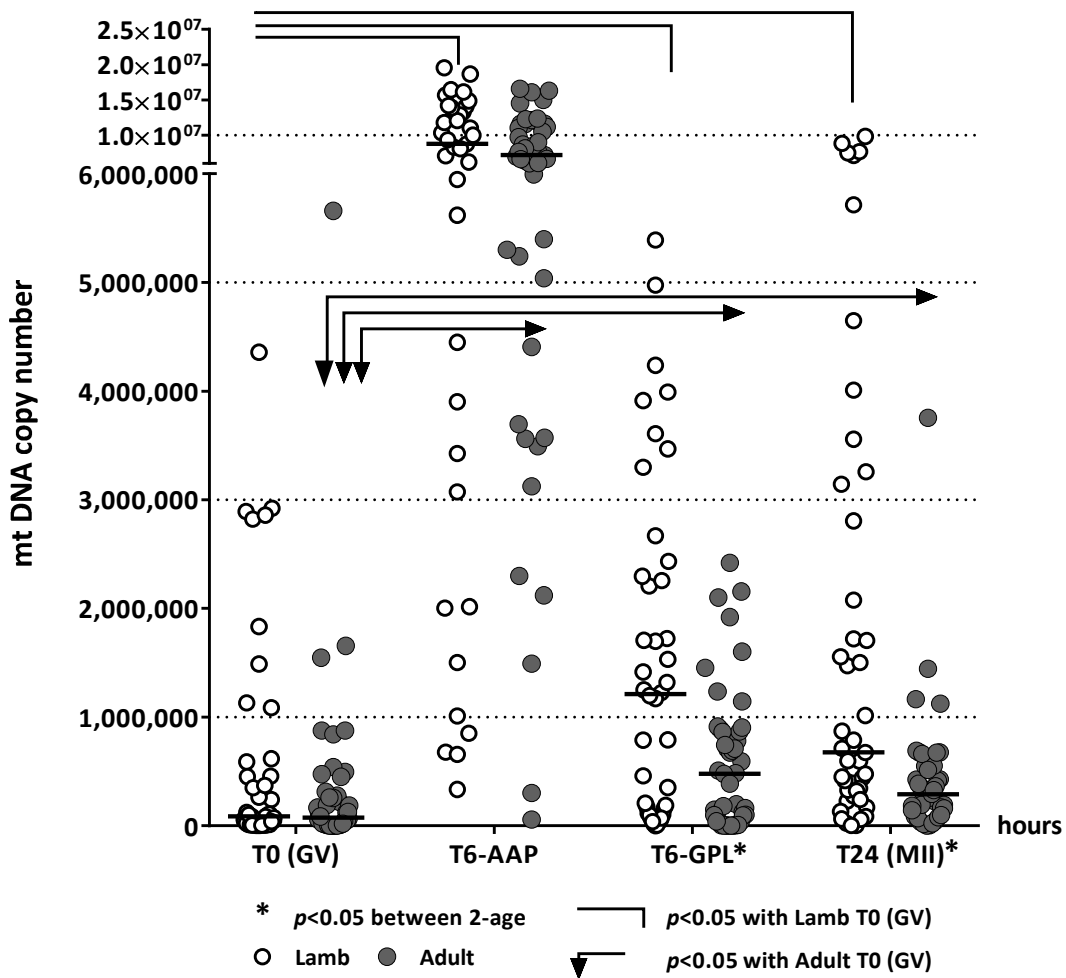 2.5×10⁰⁷
2.0×10⁰⁷
1.5×10⁰⁷
1.0×10⁰⁷
6,000,000
5,000,000
4,000,000
3,000,000
2,000,000
1,000,000
0
mt DNA copy number
hours
T0 (GV) T6-AAP T6-GPL* T24 (MII)*
* p<0.05 between 2-age p<0.05 with Lamb T0 (GV)
Lamb Adult p<0.05 with Adult T0 (GV)